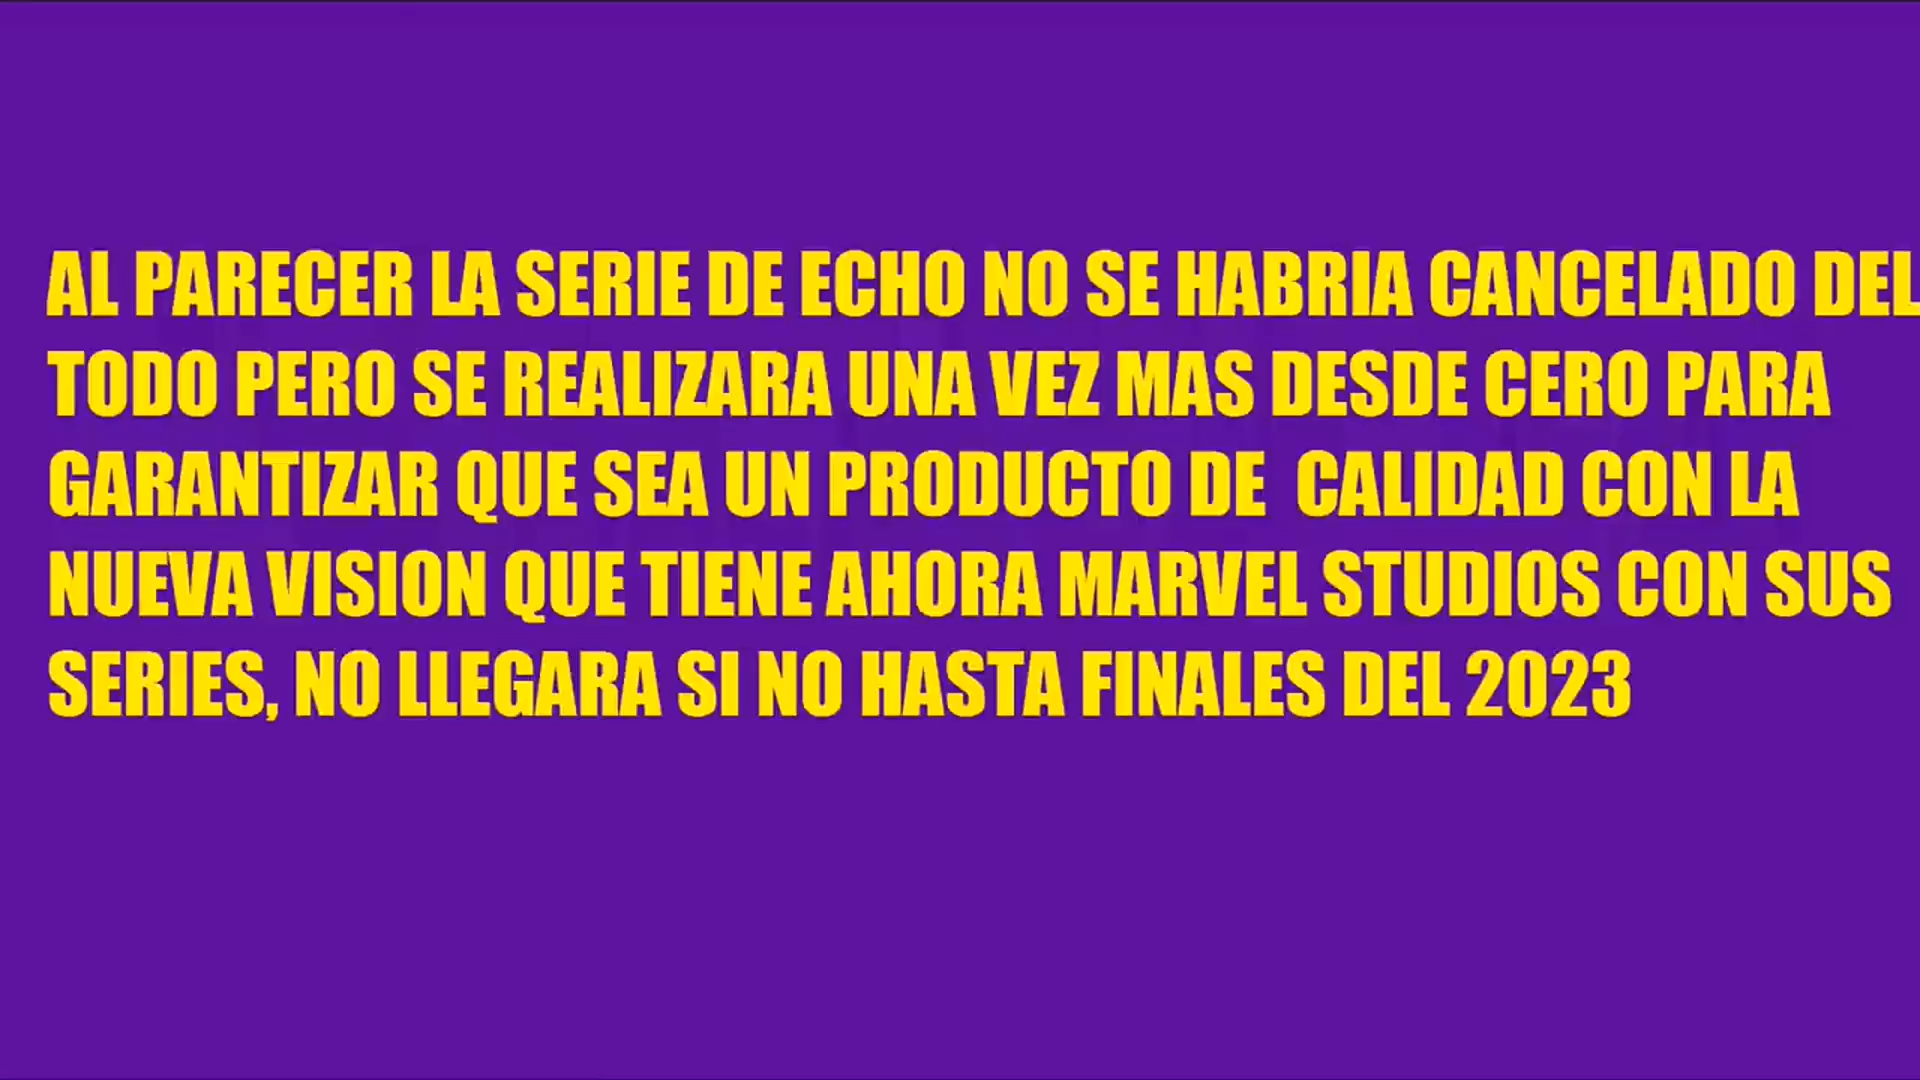 AL PARECER LA SERIE DE ECHO NO SE HABRIA CANCELADO DEL
TODO PERO SE REALIZARA UNA VEZ MAS DESDE CERO PARA
GARANTIZAR QUE SEA UN PRODUCTO DE  CALIDAD CON LA
NUEVA VISION QUE TIENE AHORA MARVEL STUDIOS CON SUS
SERIES, NO LLEGARA SI NO HASTA FINALES DEL 2023